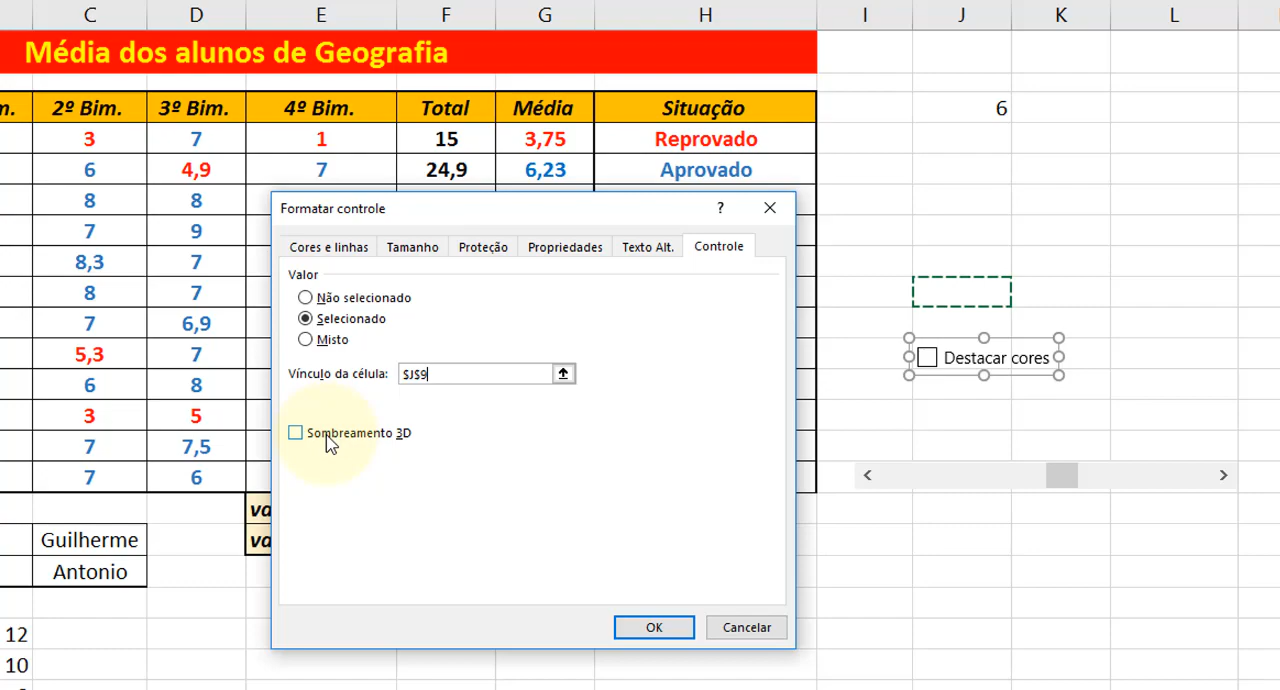 C D E F G H I J K L
Média dos alunos de Geografia
m. 2º Bim. 3º Bim. 4º Bim. Total Média Situação 6
3 7 1 15 3,75 Reprovado
6 4,9 7 24,9 6,23 Aprovado
8 8
7 9
8,3 7
8 7
7 6,9
5,3 7
6 8
3 5
7 7,5
7 6
Formatar controle ?
Cores e linhas Tamanho Proteção Propriedades Texto Alt. Controle
Valor
Não selecionado
Selecionado
Misto
Vínculo da célula: $J$9
Sombreamento 3D
OK Cancelar
Destacar cores
va
Guilherme va
Antonio
12
10